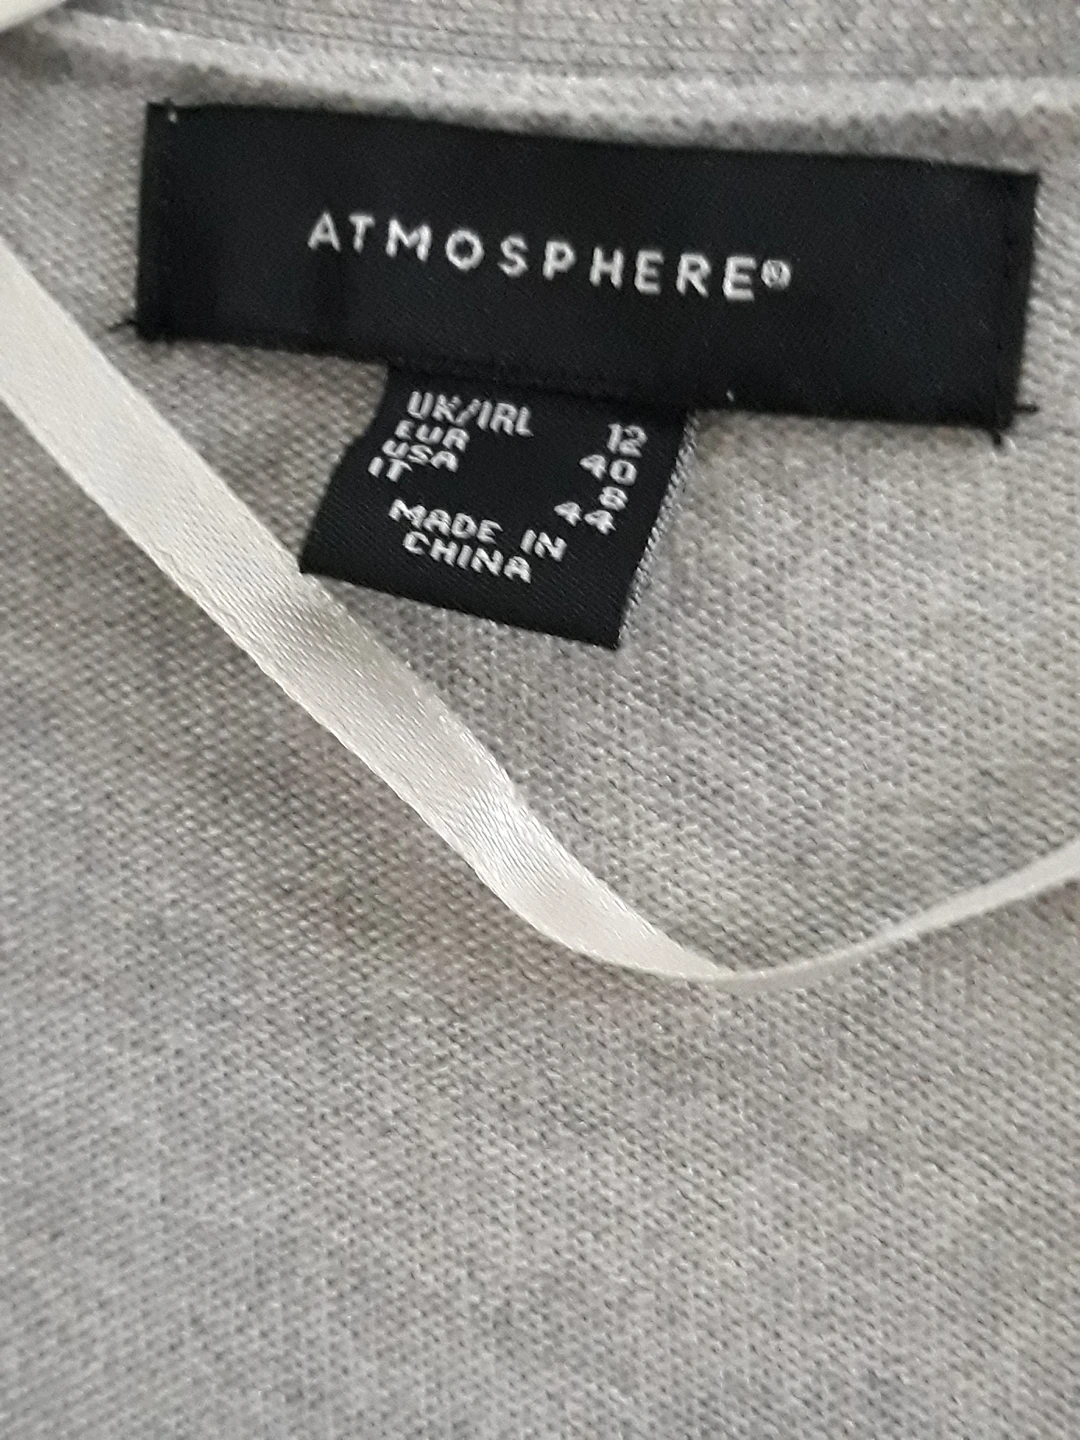 ATMOSPHERE®
UK/IRL 12
EUR 40
USA 8
IT 44
MADE IN
CHINA